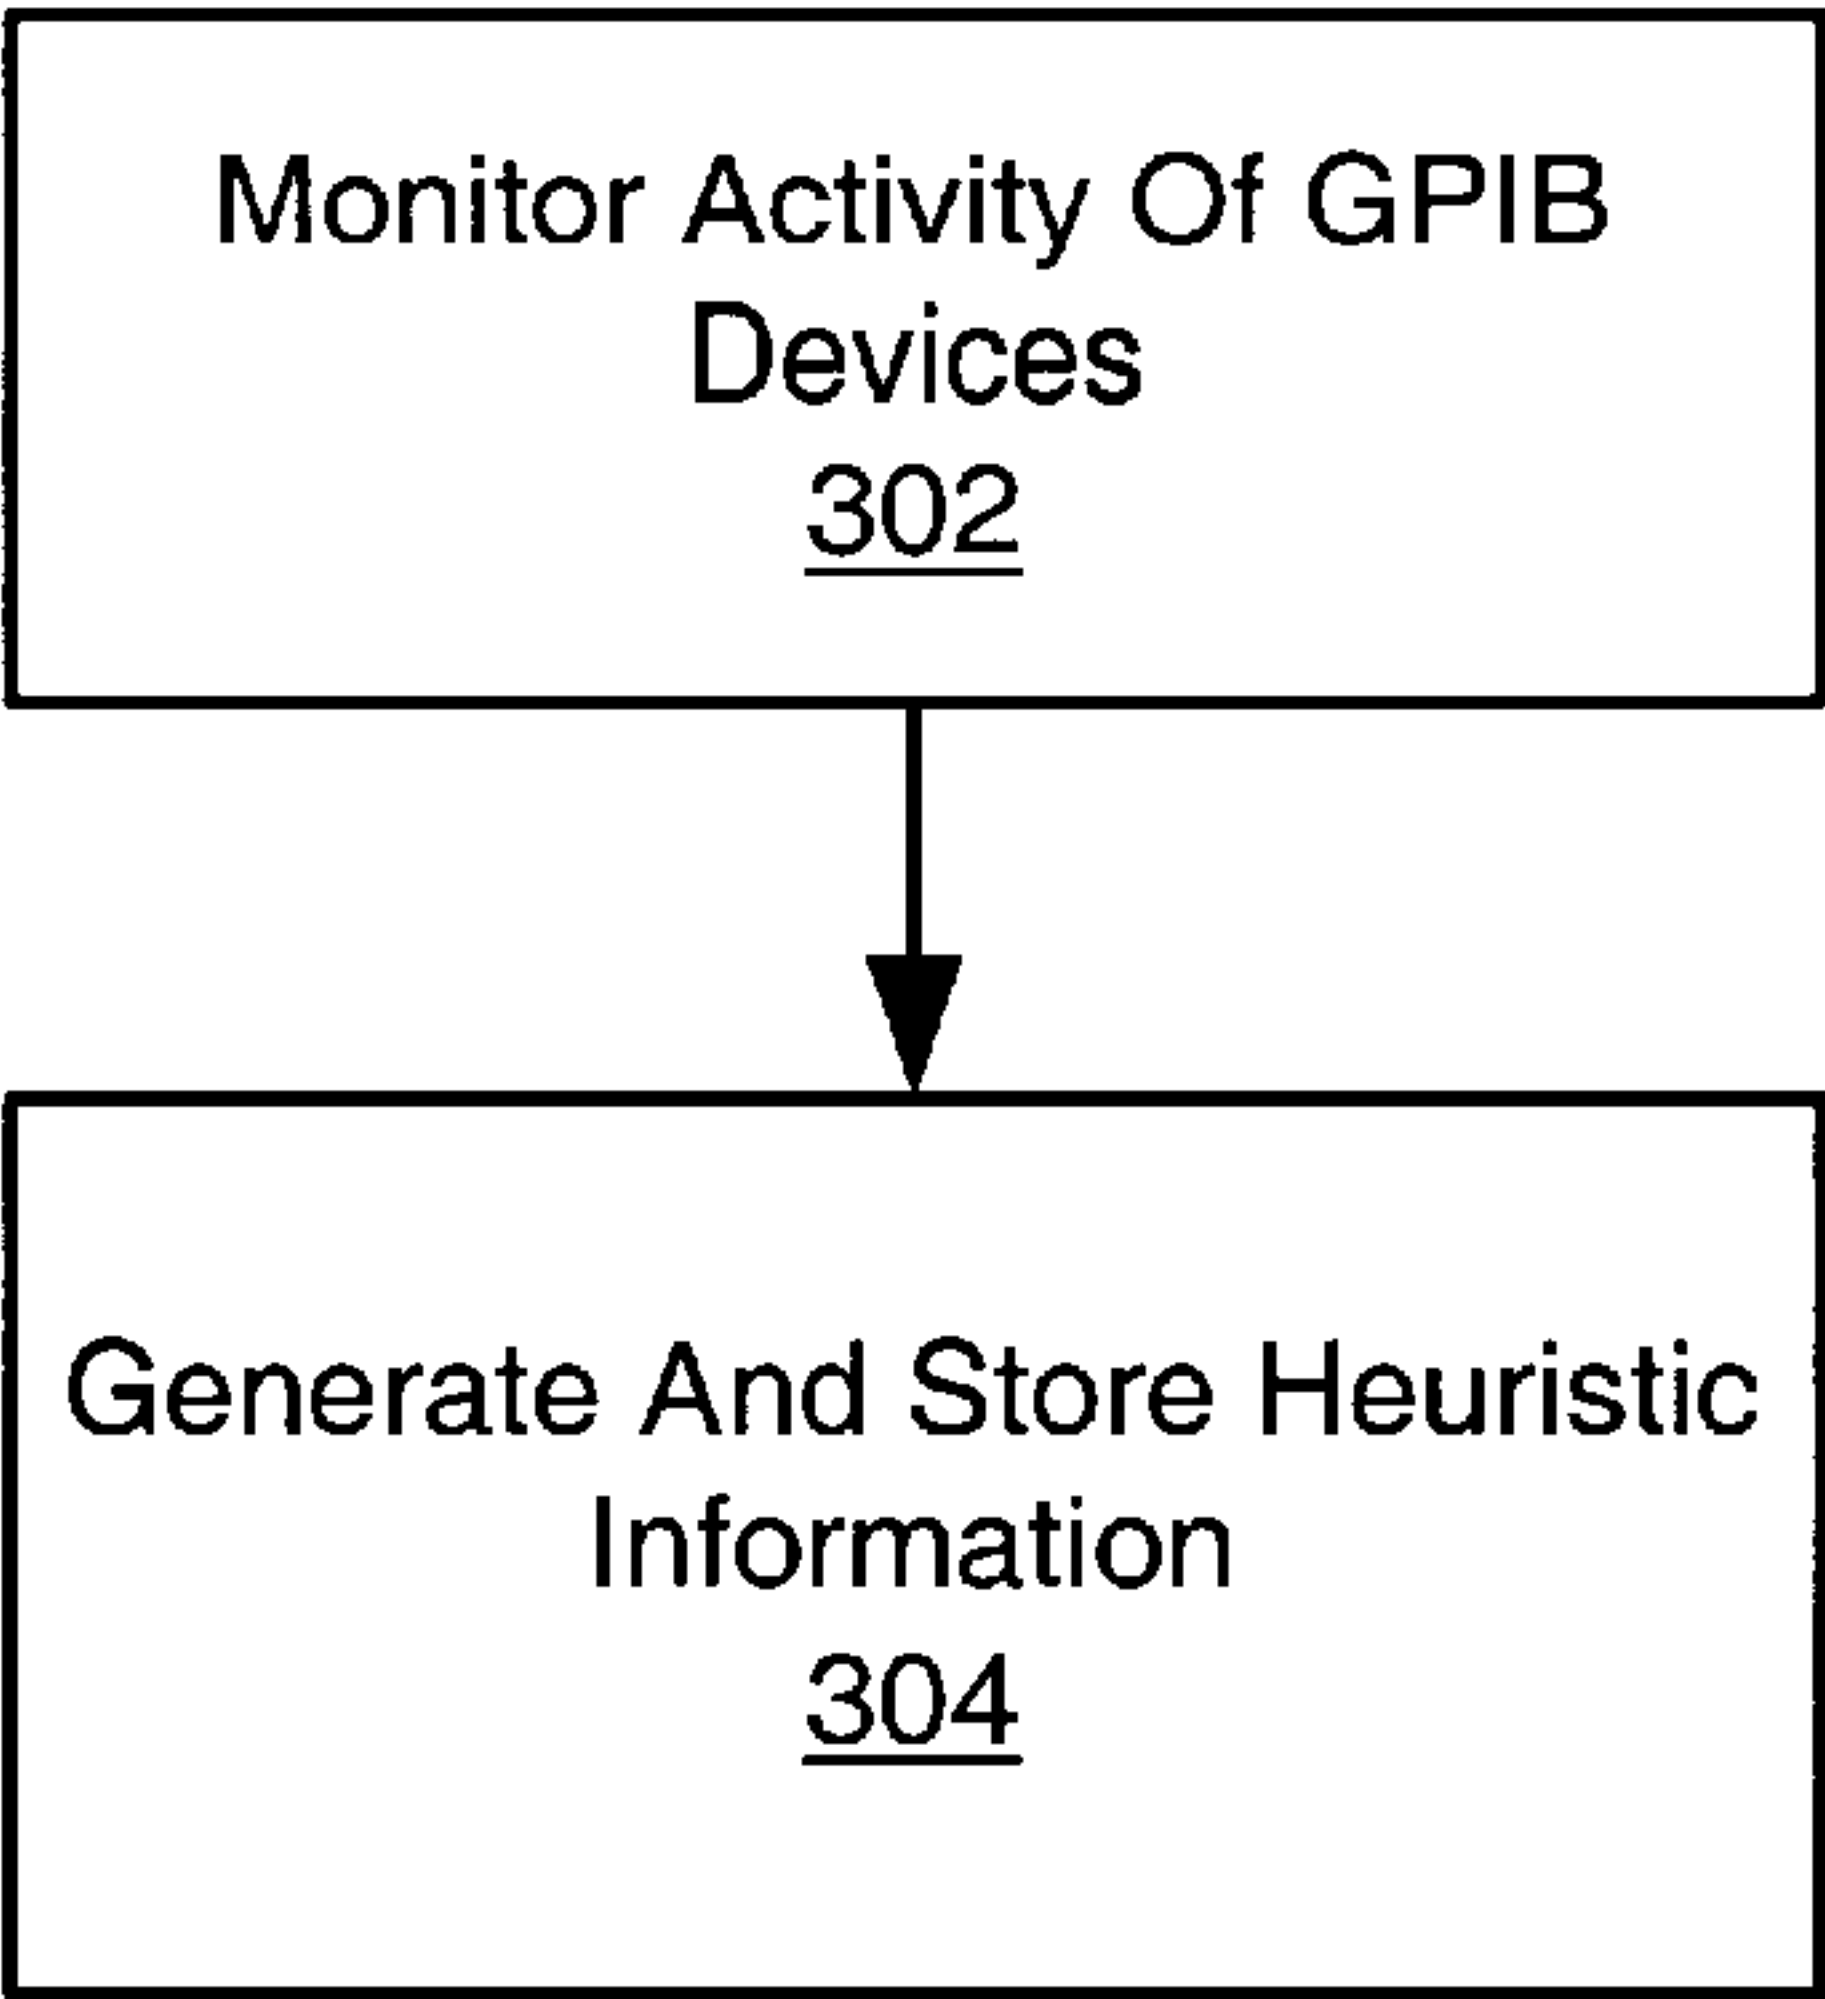 Monitor Activity Of GPIB
Devices
302
Generate And Store Heuristic
Information
304